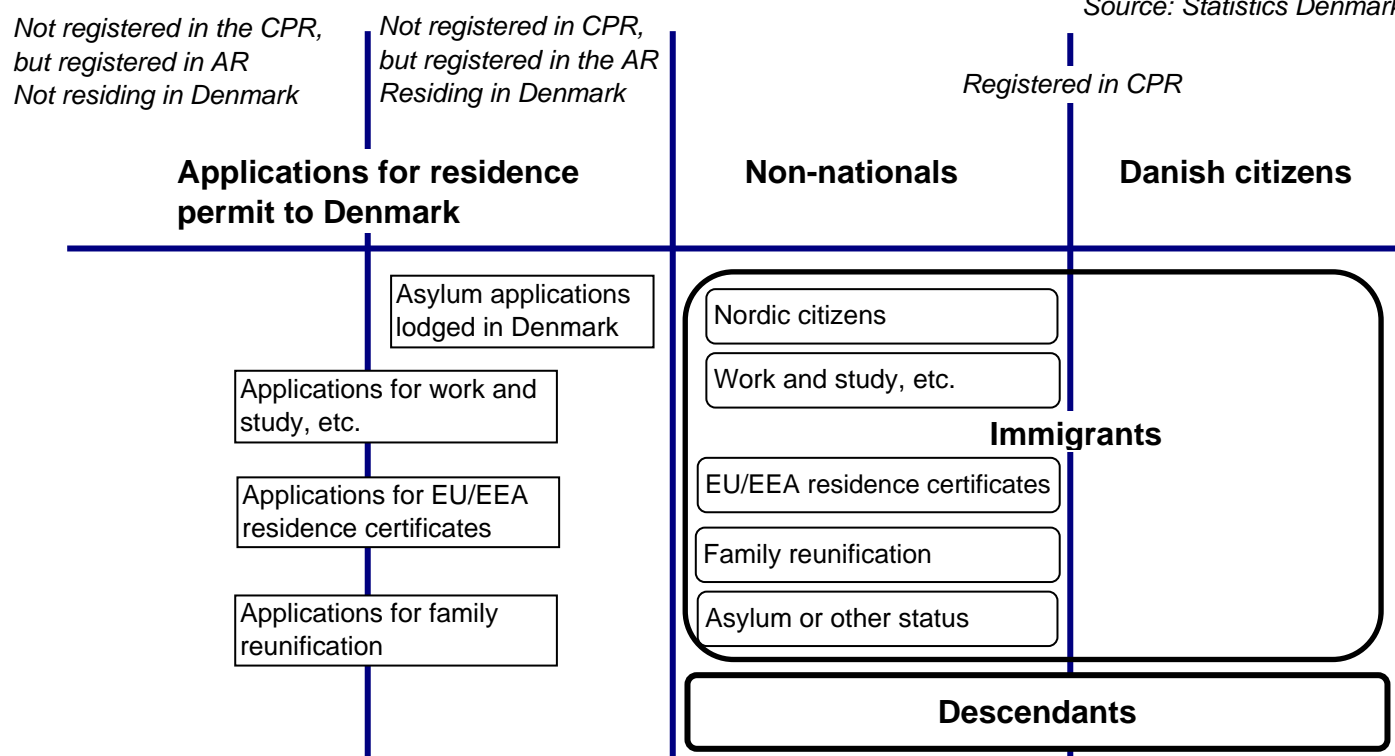 Source: Statistics Denmark
Not registered in the CPR,
but registered in AR
Not residing in Denmark
Not registered in CPR,
but registered in the AR
Residing in Denmark
Registered in CPR
Applications for residence
permit to Denmark
Non-nationals
Danish citizens
Asylum applications
lodged in Denmark
Applications for work and
study, etc.
Applications for EU/EEA
residence certificates
Applications for family
reunification
Nordic citizens
Work and study, etc.
Immigrants
EU/EEA residence certificates
Family reunification
Asylum or other status
Descendants